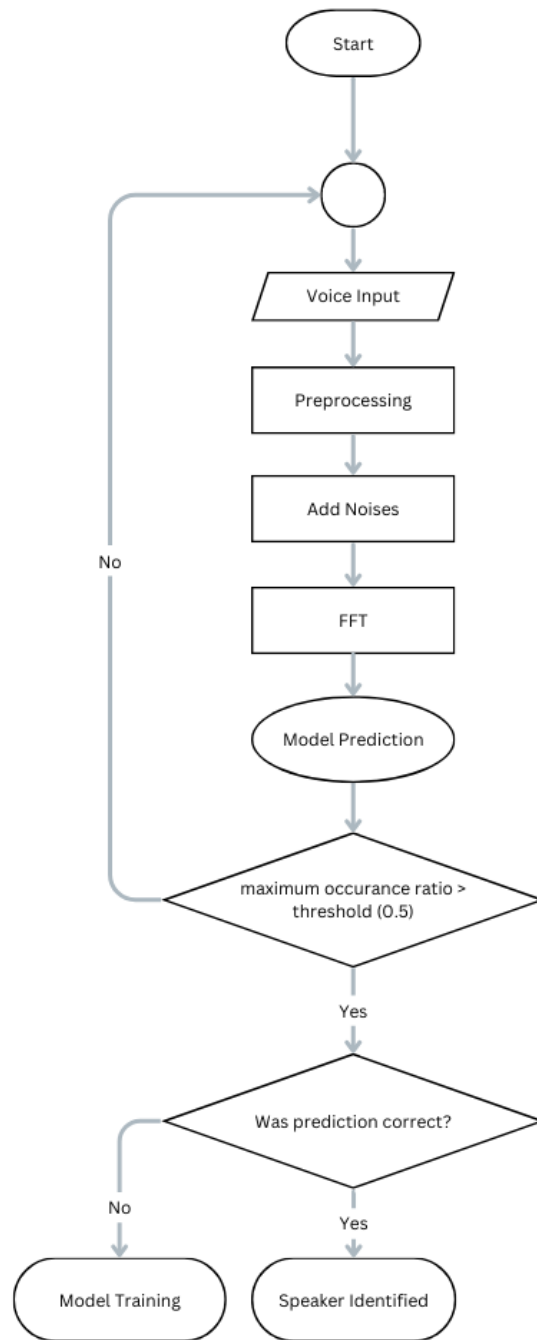 Start
Voice Input
Preprocessing
Add Noises
No
FFT
Model Prediction
maximum occurance ratio >
threshold (0.5)
Yes
Was prediction correct?
No
Yes
Model Training
Speaker Identified